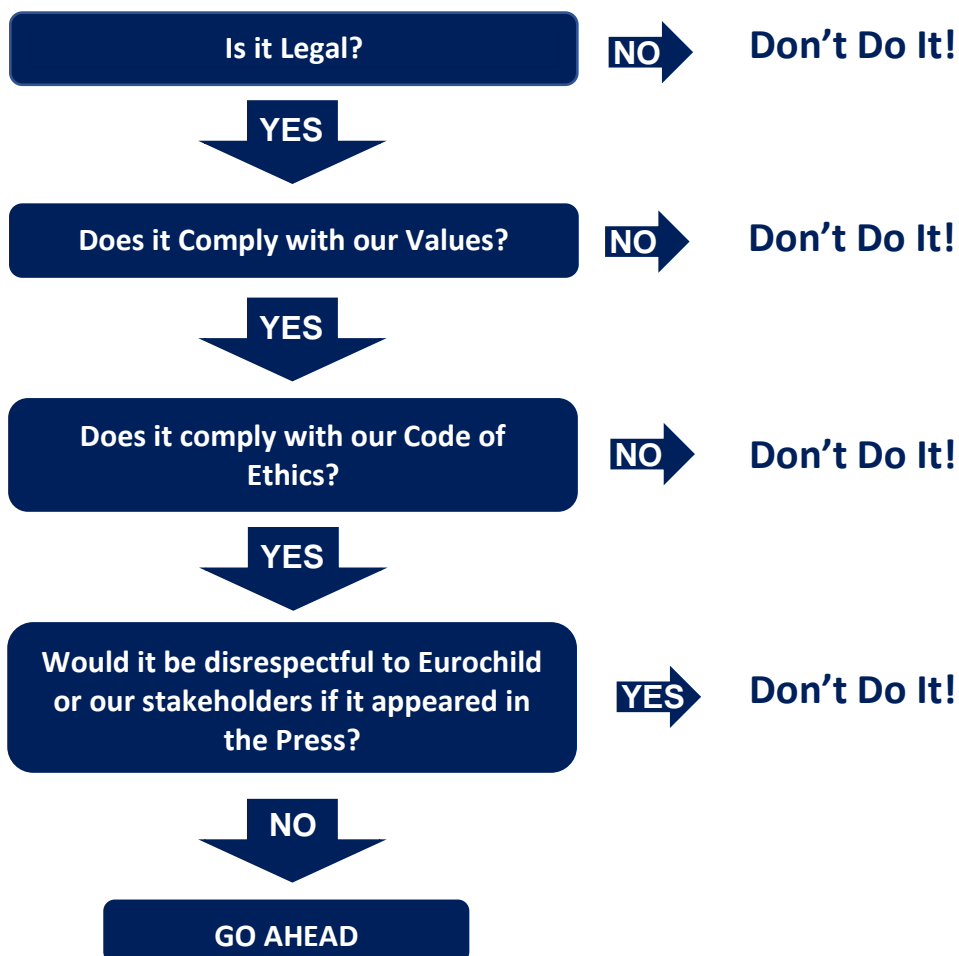 Is it Legal?
NO
Don’t Do It!
YES
Does it Comply with our Values?
NO
Don’t Do It!
YES
Does it comply with our Code of
Ethics?
NO
Don’t Do It!
YES
Would it be disrespectful to Eurochild
or our stakeholders if it appeared in
the Press?
YES
Don’t Do It!
NO
GO AHEAD